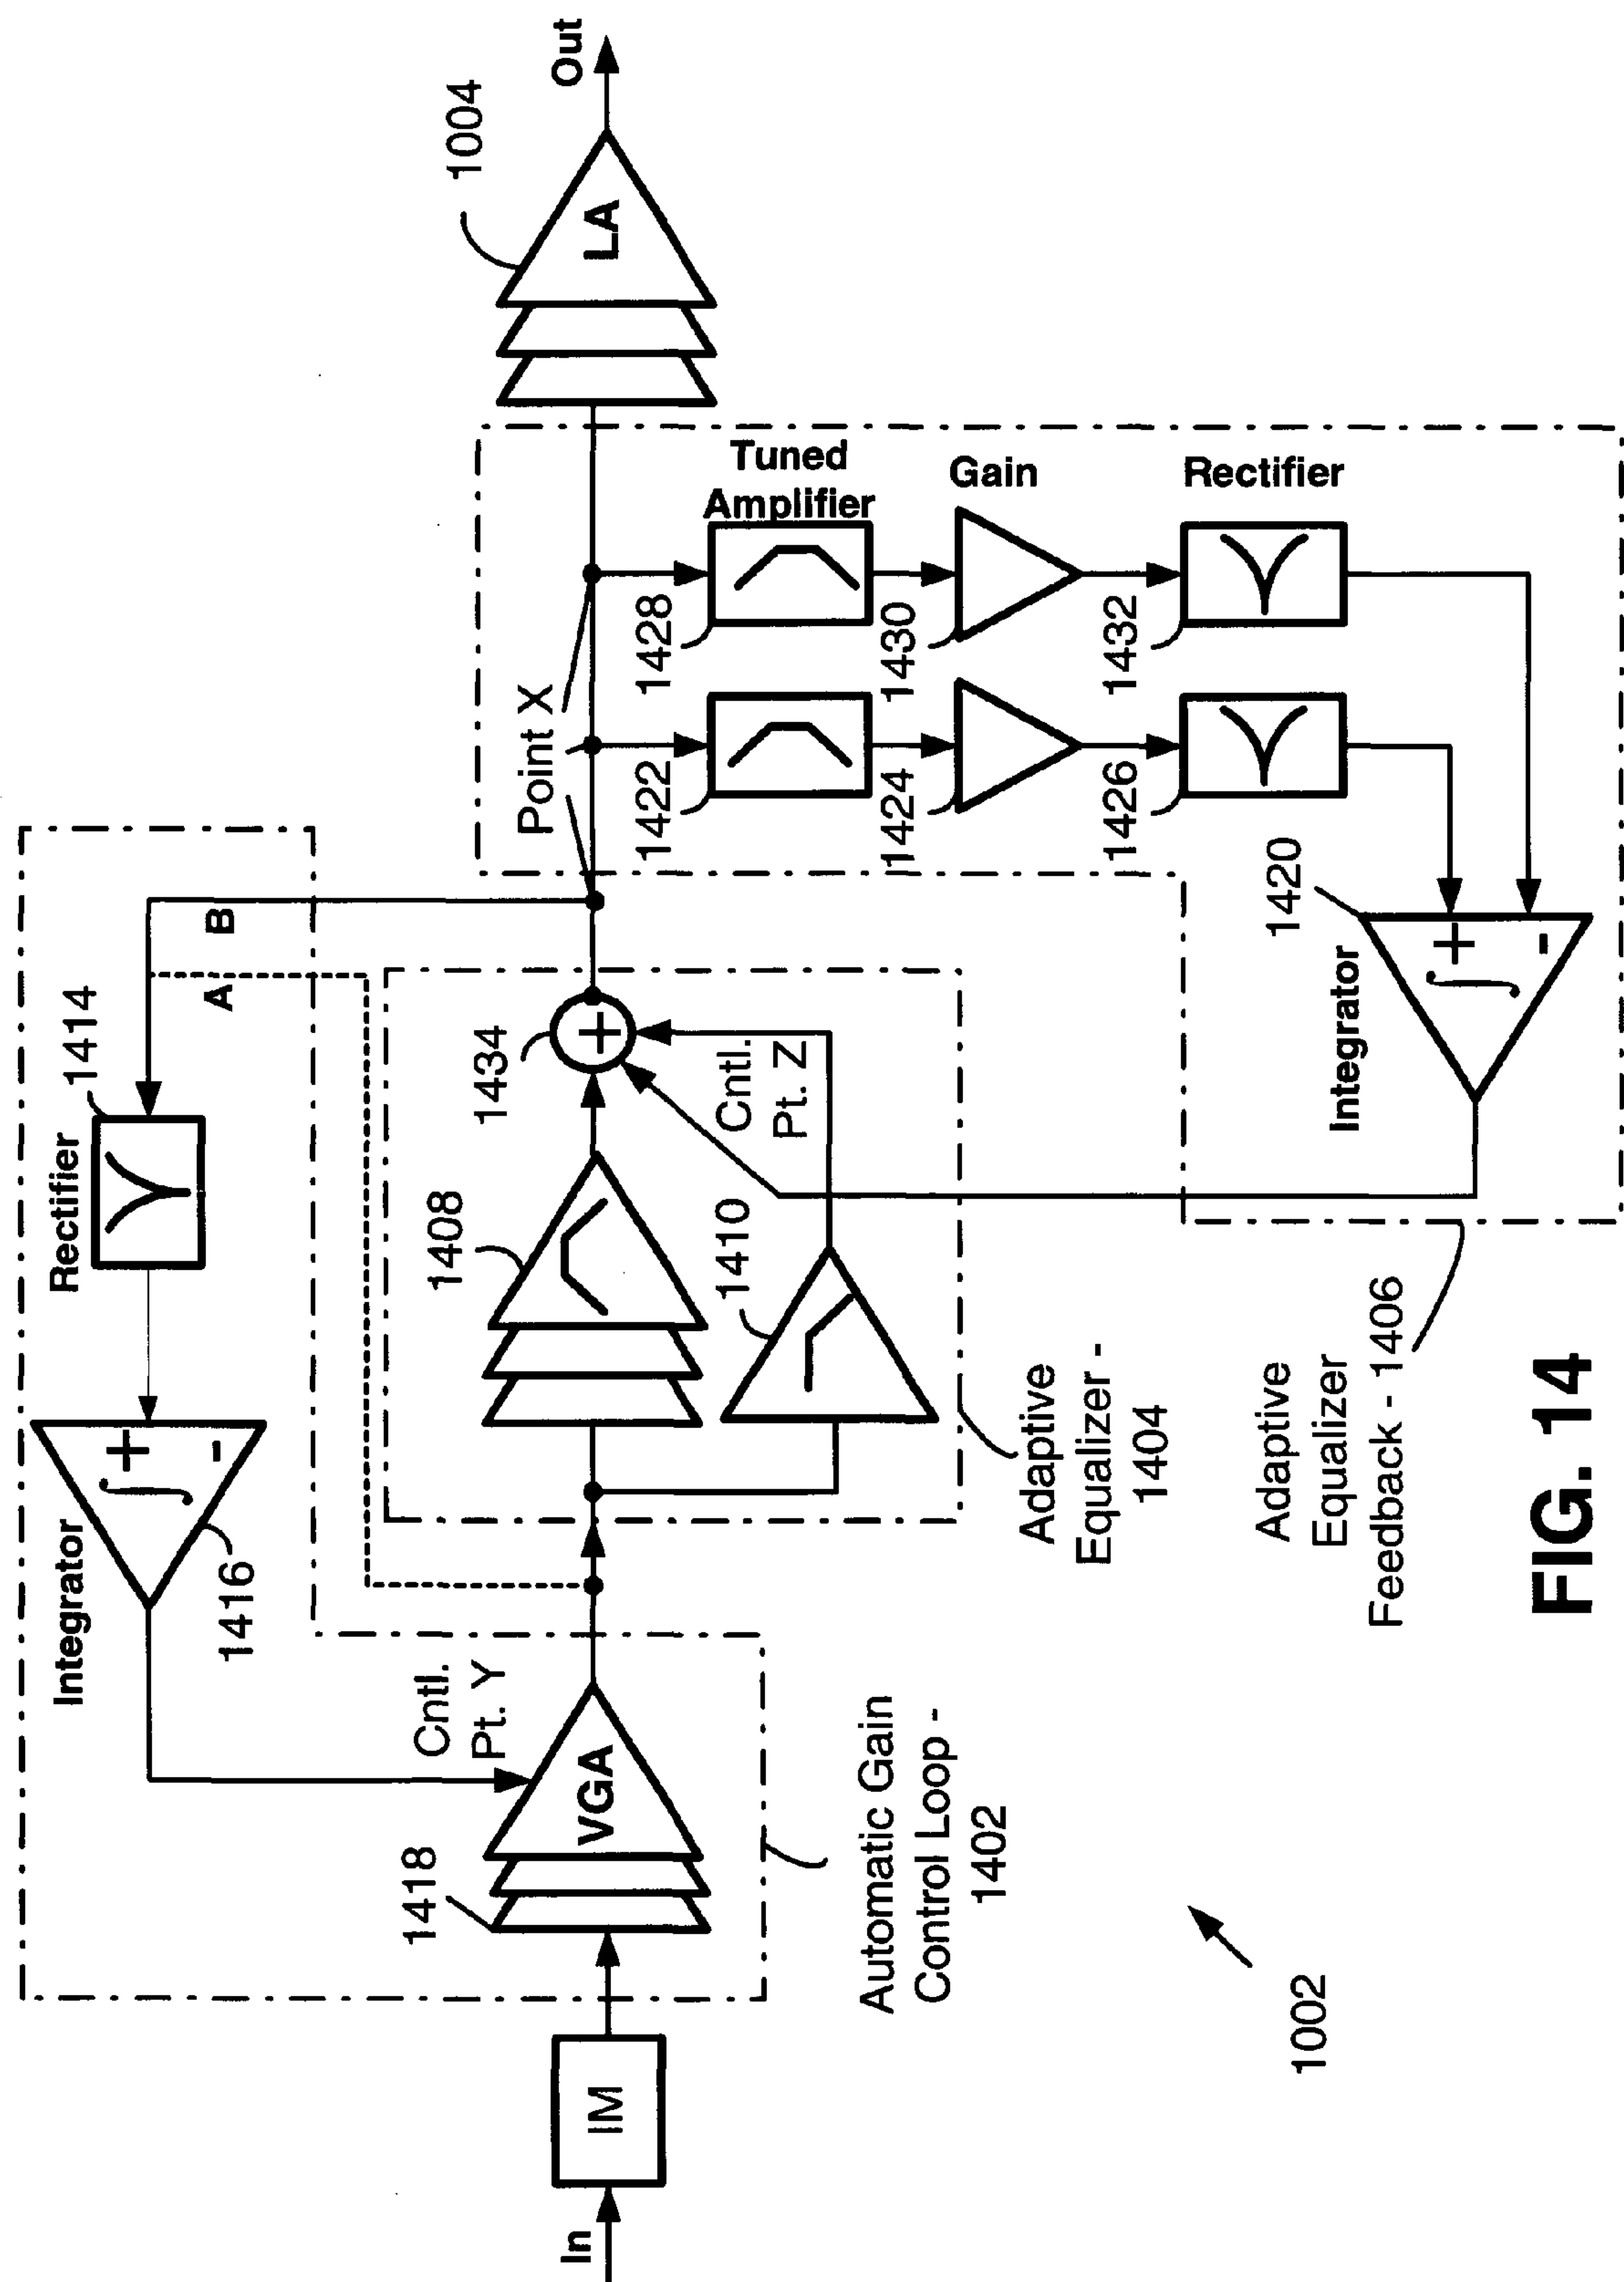 In
IM
1418
VGA
Cntl.
Pt. Y
Integrator
1416
Rectifier
1414
A
B
Automatic Gain
Control Loop -
1402
1408
1410
1434
Cntl.
Pt. Z
Adaptive
Equalizer -
1404
Point X
1422
1428
Tuned
Amplifier
1424
1430
Gain
1426
1432
Rectifier
+
-
∫
+
-
∫
+
1420
Integrator
Adaptive
Equalizer
Feedback - 1406
LA
1004
Out
1002
FIG. 14